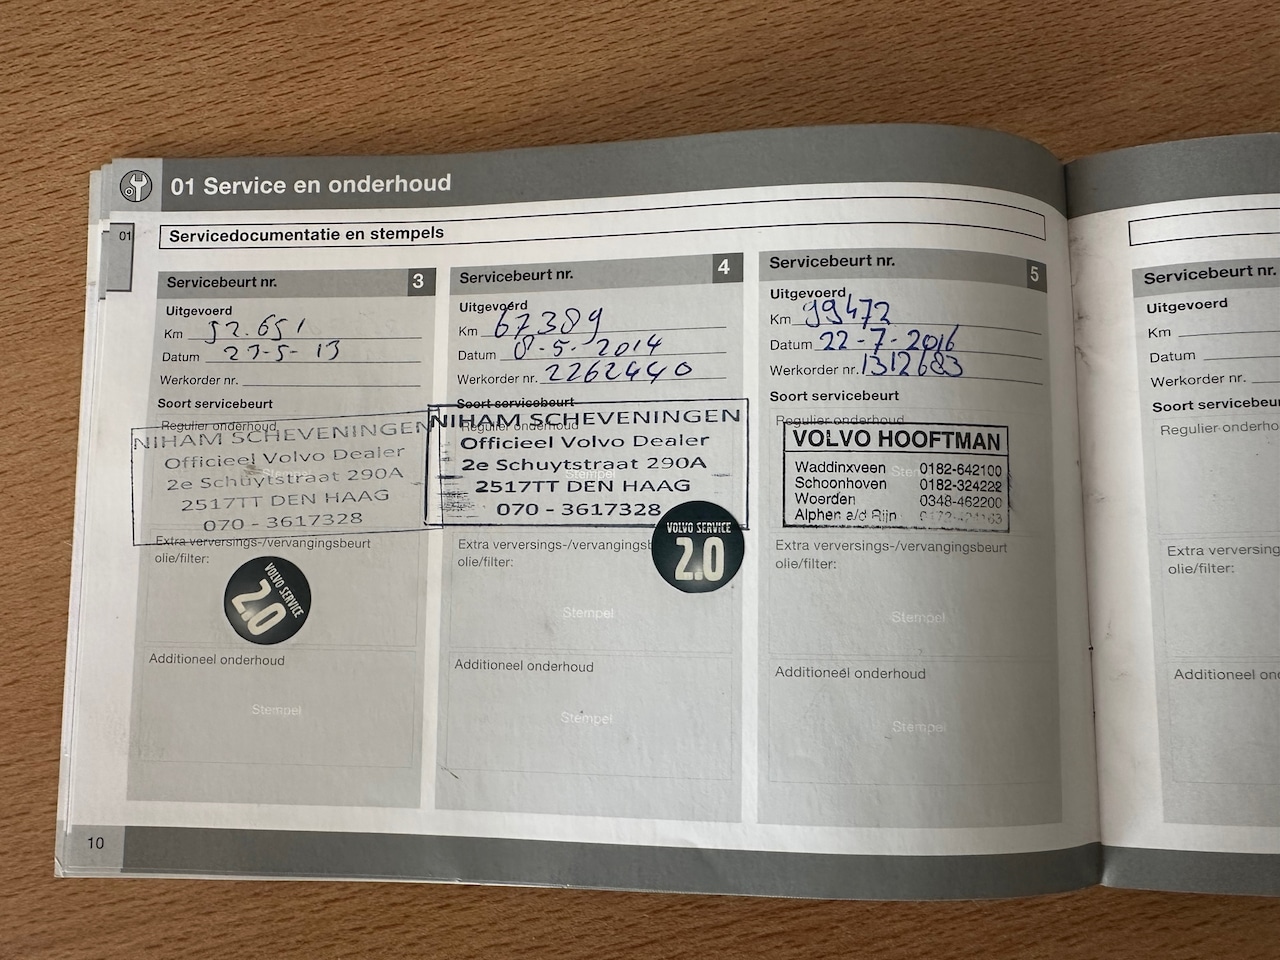 01 Service en onderhoud
01
Servicedocumentatie en stempels
Servicebeurt nr. 3
Uitgevoerd
Km 52.651
Datum 23-5-13
Werkorder nr.
Soort servicebeurt
Regulier onderhoud
NIHAM SCHEVENINGEN
Officieel Volvo Dealer
Stempel
2e Schuytstraat 290A
2517TT DEN HAAG
070 - 3617328
Extra verversings-/vervangingsbeurt
olie/filter:
VOLVO SERVICE
2.0
Additioneel onderhoud
Stempel
Servicebeurt nr. 4
Uitgevoerd
Km 67389
Datum 8-5-2014
Werkorder nr. 2262440
Soort servicebeurt
Regulier onderhoud
NIHAM SCHEVENINGEN
Officieel Volvo Dealer
2e Schuytstraat 290A
Stempel
2517TT DEN HAAG
070 - 3617328
VOLVO SERVICE
2.0
Extra verversings-/vervangingsb
olie/filter:
Stempel
Additioneel onderhoud
Stempel
Servicebeurt nr. 5
Uitgevoerd
Km 99472
Datum 22-7-2016
Werkorder nr. 1312683
Soort servicebeurt
Regulier onderhoud
VOLVO HOOFTMAN
Waddinxveen 0182-642100
Schoonhoven 0182-324222
Woerden 0348-462200
Alphen a/d Rijn
Extra verversings-/vervangingsbeurt
olie/filter:
Stempel
Additioneel onderhoud
Stempel
Servicebeurt nr.
Uitgevoerd
Km
Datum
Werkorder nr.
Soort servicebeur
Regulier onderho
Extra versersing
olie/filter:
Additioneel on
10